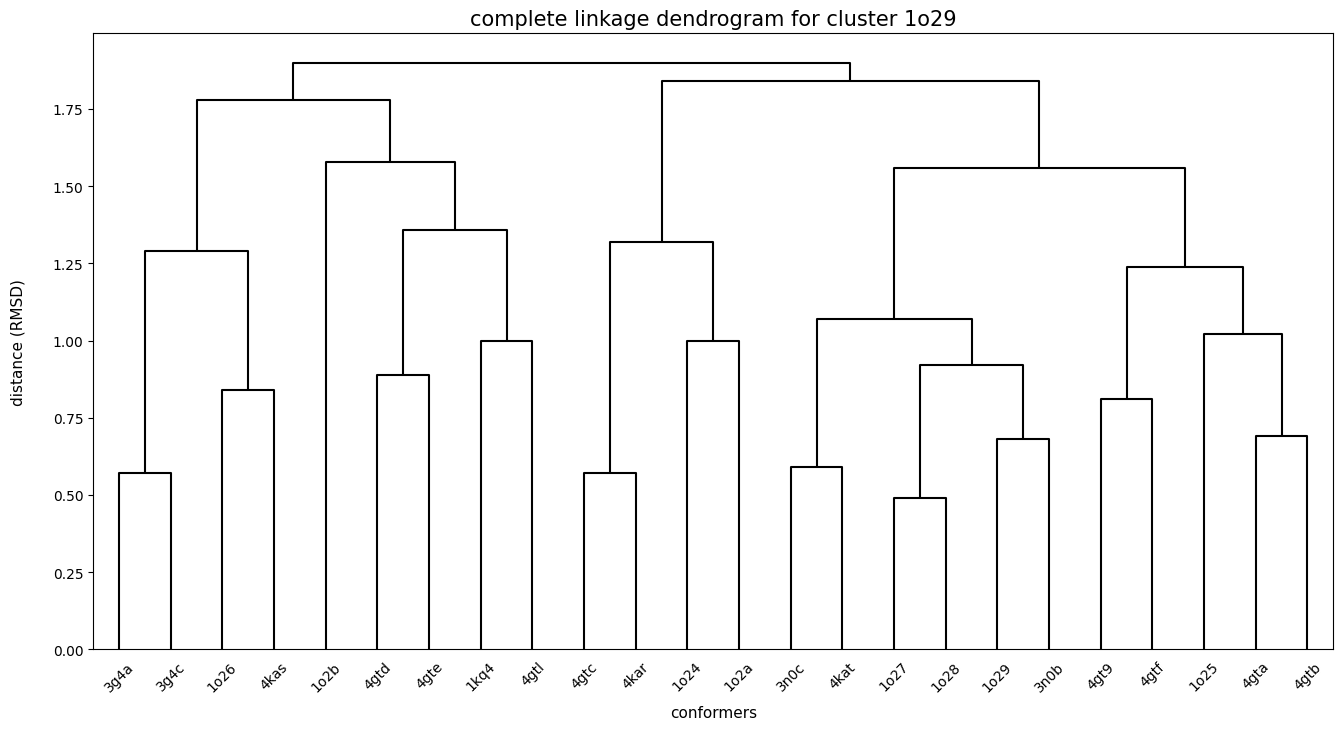 complete linkage dendrogram for cluster 1o29
distance (RMSD)
1.75
1.50
1.25
1.00
0.75
0.50
0.25
0.00
3g4a 3g4c 1o26 4kas 1o2b 4gtd 4gte 1kq4 4gtl 4gtc 4kar 1o24 1o2a 3n0c 4kat 1o27 1o28 1o29 3n0b 4gt9 4gtf 1o25 4gta 4gtb
conformers